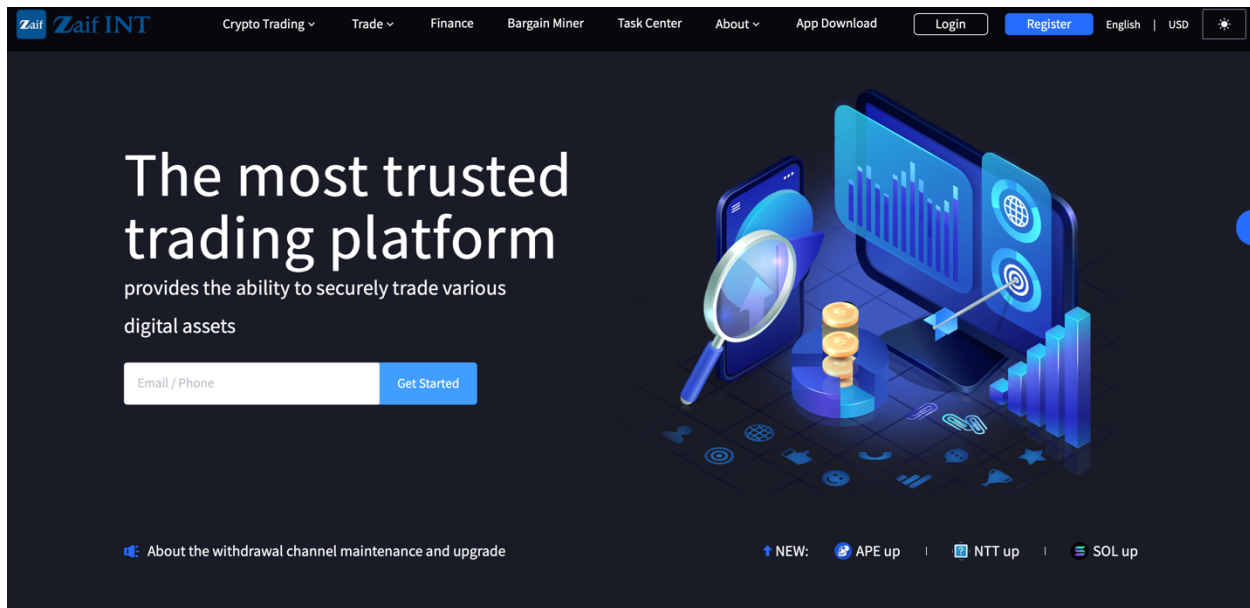 Zaif Zaif INT Crypto Trading Trade Finance Bargain Miner Task Center About App Download Login Register English | USD
The most trusted
trading platform
provides the ability to securely trade various
digital assets
Email / Phone Get Started
About the withdrawal channel maintenance and upgrade NEW: APE up | ? NTT up | SOL up